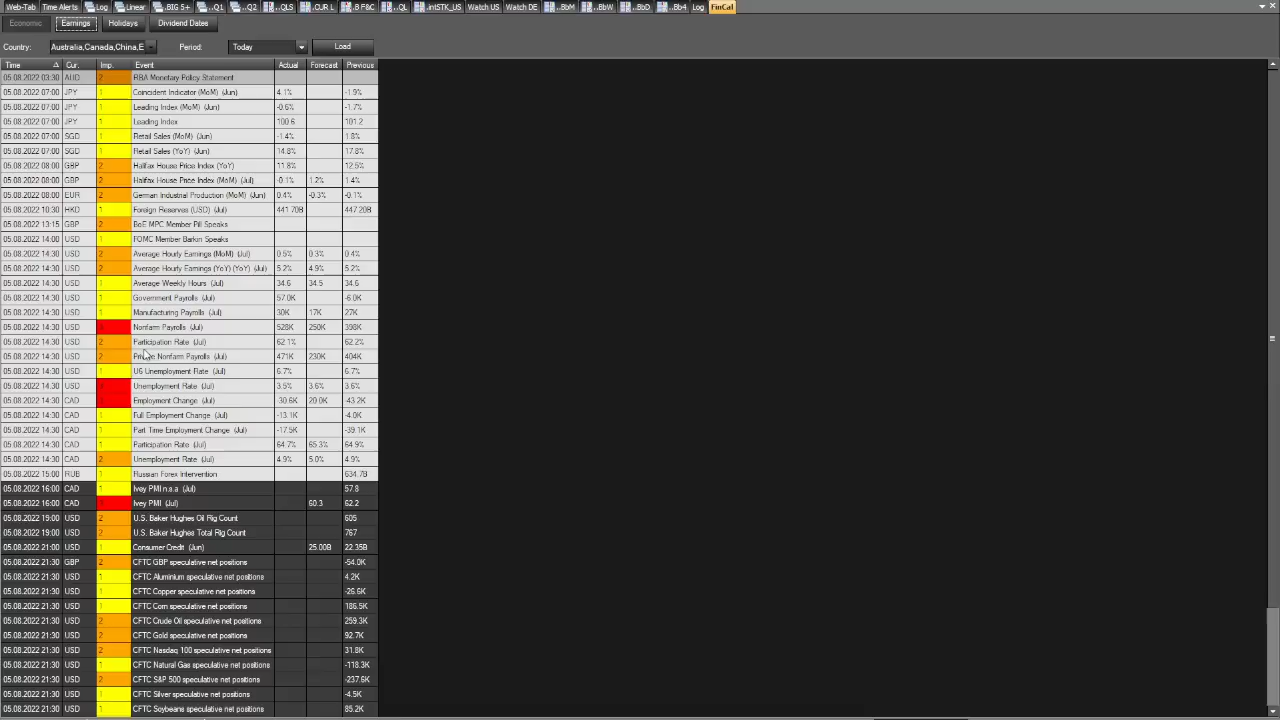 Web-Tab Time Alerts ..Log ..Linear ..BIG 5+ ..Q1 ..Q2 ..QLS ..CUR L ..B F&C ..QL ..intSTK_US Watch US Watch DE ..BbM ..BbW ..BbD ..Bb4 Log FinCal
Economic Earnings Holidays Dividend Dates
Country: Australia,Canada,China,E Period: Today Load
Time Cur. Imp. Event Actual Forecast Previous
05.08.2022 03:30 AUD 2 RBA Monetary Policy Statement
05.08.2022 07:00 JPY 1 Coincident Indicator (MoM) (Jun) 4.1% -1.9%
05.08.2022 07:00 JPY 1 Leading Index (MoM) (Jun) -0.6% -1.7%
05.08.2022 07:00 JPY 1 Leading Index 100.6 101.2
05.08.2022 07:00 SGD 1 Retail Sales (MoM) (Jun) -1.4% 1.8%
05.08.2022 07:00 SGD 1 Retail Sales (YoY) (Jun) 14.8% 17.8%
05.08.2022 08:00 GBP 2 Halifax House Price Index (YoY) 11.8% 12.5%
05.08.2022 08:00 GBP 2 Halifax House Price Index (MoM) (Jul) -0.1% 1.2% 1.4%
05.08.2022 08:00 EUR 2 German Industrial Production (MoM) (Jun) 0.4% -0.3% -0.1%
05.08.2022 10:30 HKD 1 Foreign Reserves (USD) (Jul) 441.70B 447.20B
05.08.2022 13:15 GBP 2 BoE MPC Member Pill Speaks
05.08.2022 14:00 USD 1 FOMC Member Barkin Speaks
05.08.2022 14:30 USD 2 Average Hourly Earnings (MoM) (Jul) 0.5% 0.3% 0.4%
05.08.2022 14:30 USD 2 Average Hourly Earnings (YoY) (YoY) (Jul) 5.2% 4.9% 5.2%
05.08.2022 14:30 USD 1 Average Weekly Hours (Jul) 34.6 34.5 34.6
05.08.2022 14:30 USD 1 Government Payrolls (Jul) 57.0K -6.0K
05.08.2022 14:30 USD 1 Manufacturing Payrolls (Jul) 30K 17K 27K
05.08.2022 14:30 USD Nonfarm Payrolls (Jul) 528K 250K 398K
05.08.2022 14:30 USD 2 Participation Rate (Jul) 62.1% 62.2%
05.08.2022 14:30 USD 2 Private Nonfarm Payrolls (Jul) 471K 230K 404K
05.08.2022 14:30 USD 1 U6 Unemployment Rate (Jul) 6.7% 6.7%
05.08.2022 14:30 USD Unemployment Rate (Jul) 3.5% 3.6% 3.6%
05.08.2022 14:30 CAD Employment Change (Jul) -30.6K 20.0K -43.2K
05.08.2022 14:30 CAD 1 Full Employment Change (Jul) -13.1K -4.0K
05.08.2022 14:30 CAD 1 Part Time Employment Change (Jul) -17.5K -39.1K
05.08.2022 14:30 CAD 1 Participation Rate (Jul) 64.7% 65.3% 64.9%
05.08.2022 14:30 CAD 2 Unemployment Rate (Jul) 4.9% 5.0% 4.9%
05.08.2022 15:00 RUB 1 Russian Forex Intervention 634.7B
05.08.2022 16:00 CAD 1 Ivey PMI n.s.a (Jul) 57.8
05.08.2022 16:00 CAD Ivey PMI (Jul) 60.3 62.2
05.08.2022 19:00 USD 2 U.S. Baker Hughes Oil Rig Count 605
05.08.2022 19:00 USD 2 U.S. Baker Hughes Total Rig Count 767
05.08.2022 21:00 USD 1 Consumer Credit (Jun) 25.00B 22.35B
05.08.2022 21:30 GBP 2 CFTC GBP speculative net positions -54.0K
05.08.2022 21:30 USD 1 CFTC Aluminium speculative net positions 4.2K
05.08.2022 21:30 USD 1 CFTC Copper speculative net positions -26.6K
05.08.2022 21:30 USD 1 CFTC Corn speculative net positions 186.5K
05.08.2022 21:30 USD 2 CFTC Crude Oil speculative net positions 259.3K
05.08.2022 21:30 USD 2 CFTC Gold speculative net positions 92.7K
05.08.2022 21:30 USD 2 CFTC Nasdaq 100 speculative net positions 31.8K
05.08.2022 21:30 USD 1 CFTC Natural Gas speculative net positions -118.3K
05.08.2022 21:30 USD 2 CFTC S&P 500 speculative net positions -237.6K
05.08.2022 21:30 USD 1 CFTC Silver speculative net positions -4.5K
05.08.2022 21:30 USD 1 CFTC Soybeans speculative net positions 85.2K